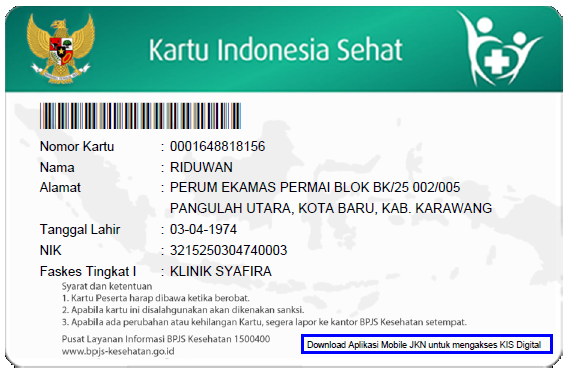 Kartu Indonesia Sehat
Nomor Kartu : 0001648818156
Nama : RIDUWAN
Alamat : PERUM EKAMAS PERMAI BLOK BK/25 002/005
PANGULAH UTARA, KOTA BARU, KAB. KARAWANG
Tanggal Lahir : 03-04-1974
NIK : 3215250304740003
Faskes Tingkat I : KLINIK SYAFIRA
Syarat dan ketentuan
1. Kartu Peserta harap dibawa ketika berobat.
2. Apabila kartu ini disalahgunakan akan dikenakan sanksi.
3. Apabila ada perubahan atau kehilangan Kartu, segera lapor ke kantor BPJS Kesehatan setempat.
Pusat Layanan Informasi BPJS Kesehatan 1500400
www.bpjs-kesehatan.go.id
Download Aplikasi Mobile JKN untuk mengakses KIS Digital